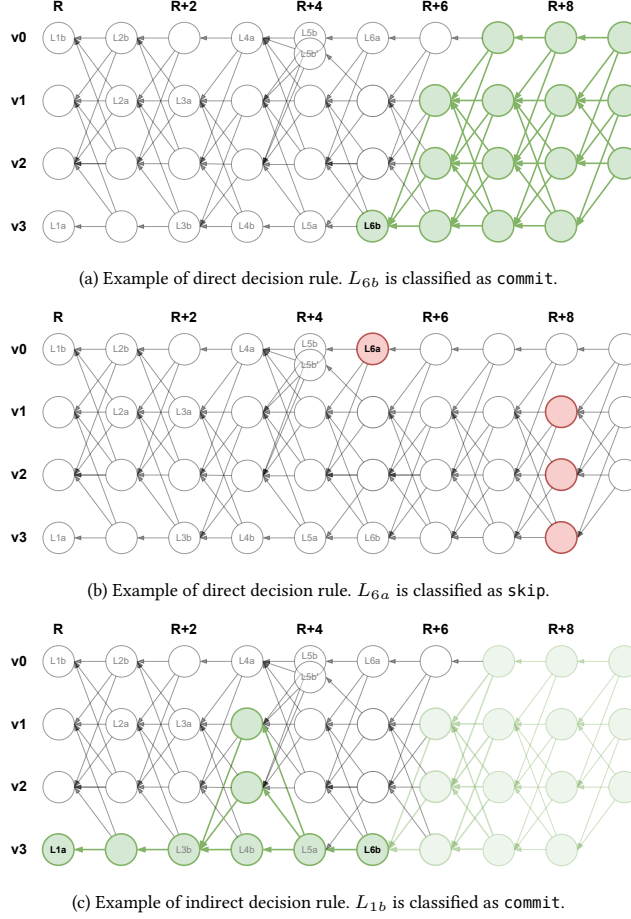 R R+2 R+4 R+6 R+8
v0 L1b L2b L4a L5b L6a
L5b'
v1 L2a L3a
v2
v3 L1a L3b L4b L5a L6b
(a) Example of direct decision rule. L6b is classified as commit.
R R+2 R+4 R+6 R+8
v0 L1b L2b L4a L5b L6a
L5b'
v1 L2a L3a
v2
v3 L1a L3b L4b L5a L6b
(b) Example of direct decision rule. L6a is classified as skip.
R R+2 R+4 R+6 R+8
v0 L1b L2b L4a L5b L6a
L5b'
v1 L2a L3a
v2
v3 L1a L3b L4b L5a L6b
(c) Example of indirect decision rule. L1b is classified as commit.